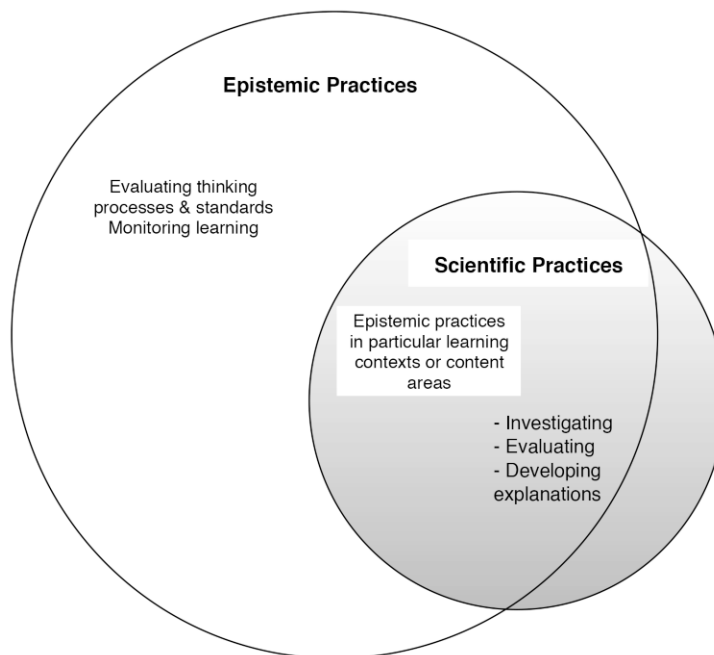 Epistemic Practices
Evaluating thinking
processes & standards
Monitoring learning
Scientific Practices
Epistemic practices
in particular learning
contexts or content
areas
- Investigating
- Evaluating
- Developing
explanations